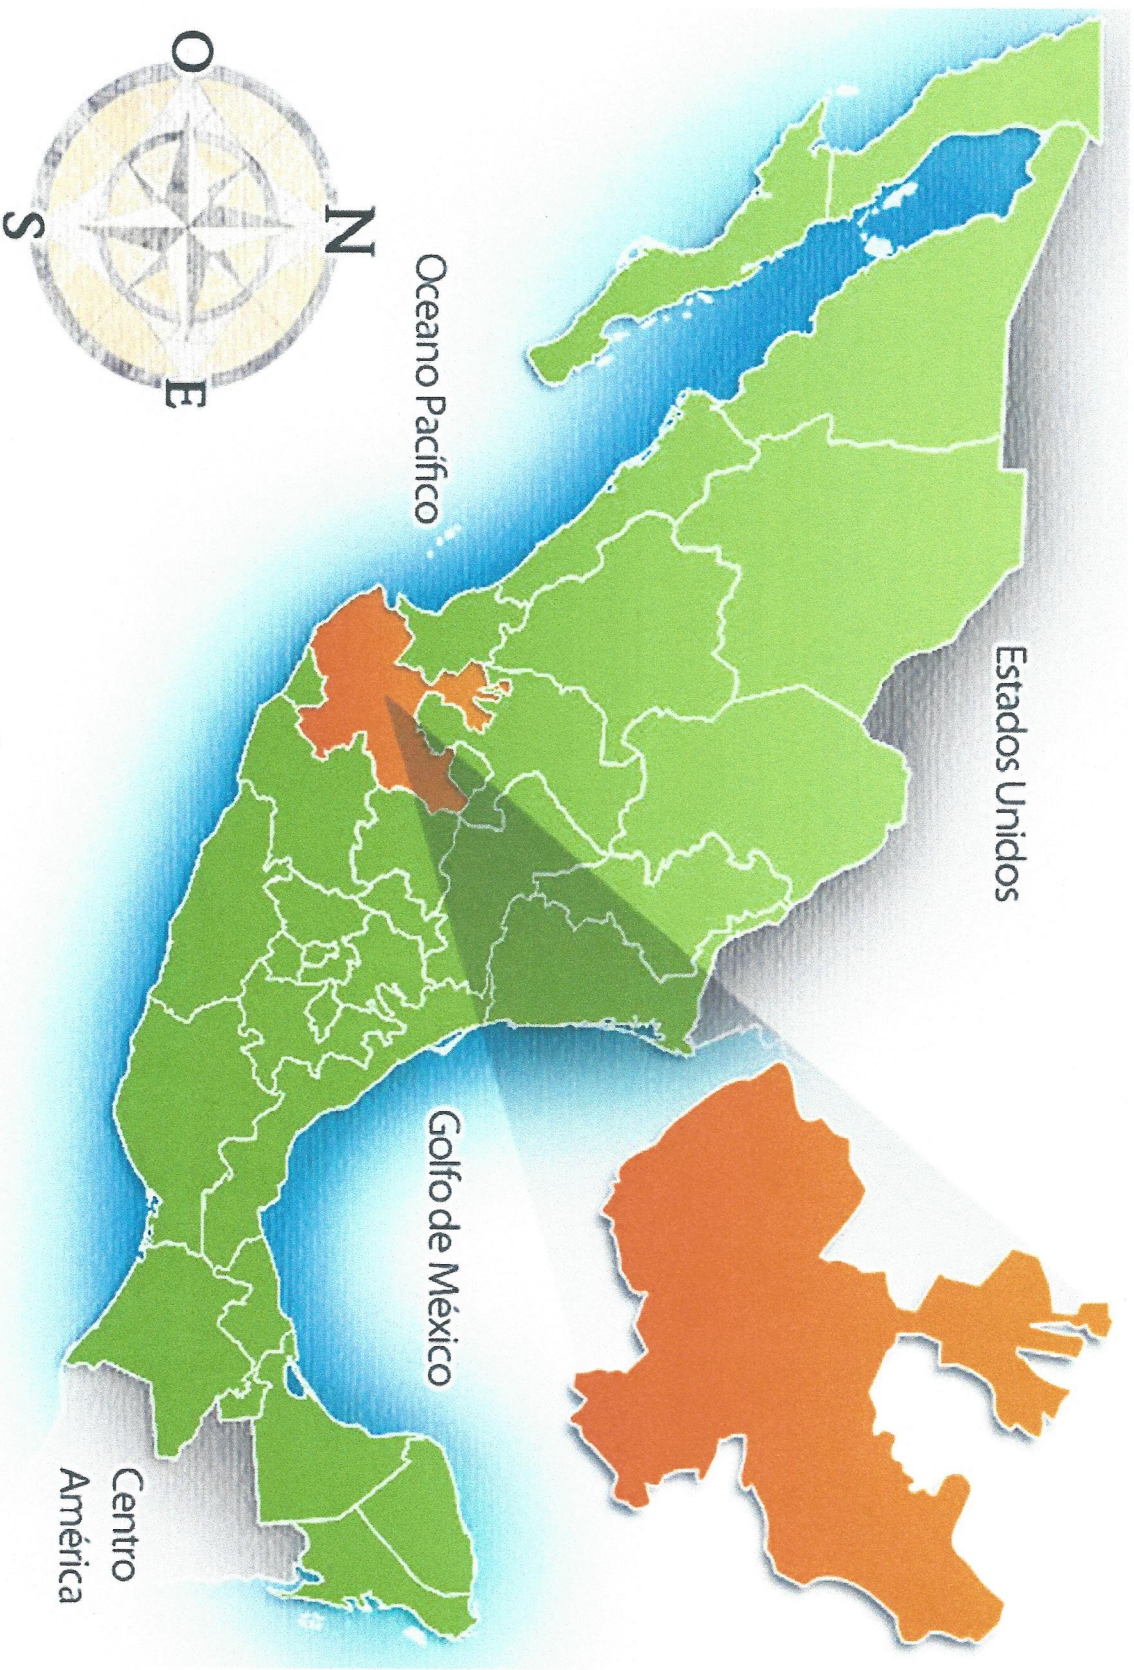 Estados Unidos
Oceano Pacífico
Golfo de México
Centro
América
N
O
E
S